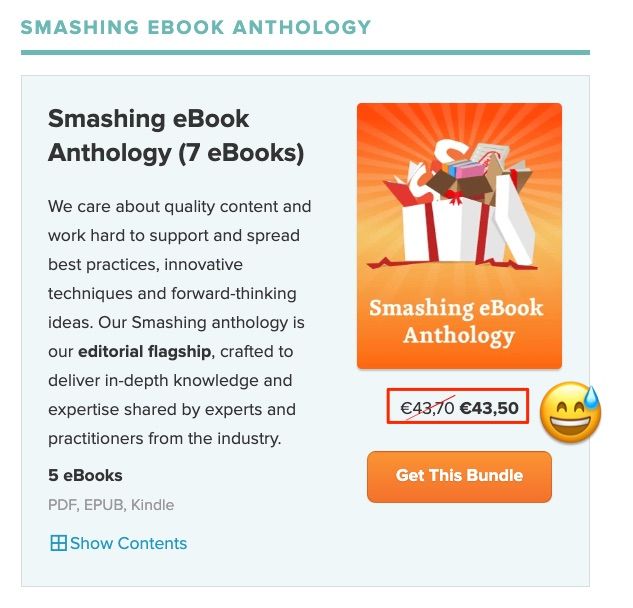 SMASHING EBOOK ANTHOLOGY
Smashing eBook
Anthology (7 eBooks)
We care about quality content and
work hard to support and spread
best practices, innovative
techniques and forward-thinking
ideas. Our Smashing anthology is
our editorial flagship, crafted to
deliver in-depth knowledge and
expertise shared by experts and
practitioners from the industry.
5 eBooks
PDF, EPUB, Kindle
Show Contents
Smashing eBook
Anthology
€43,70 €43,50
Get This Bundle